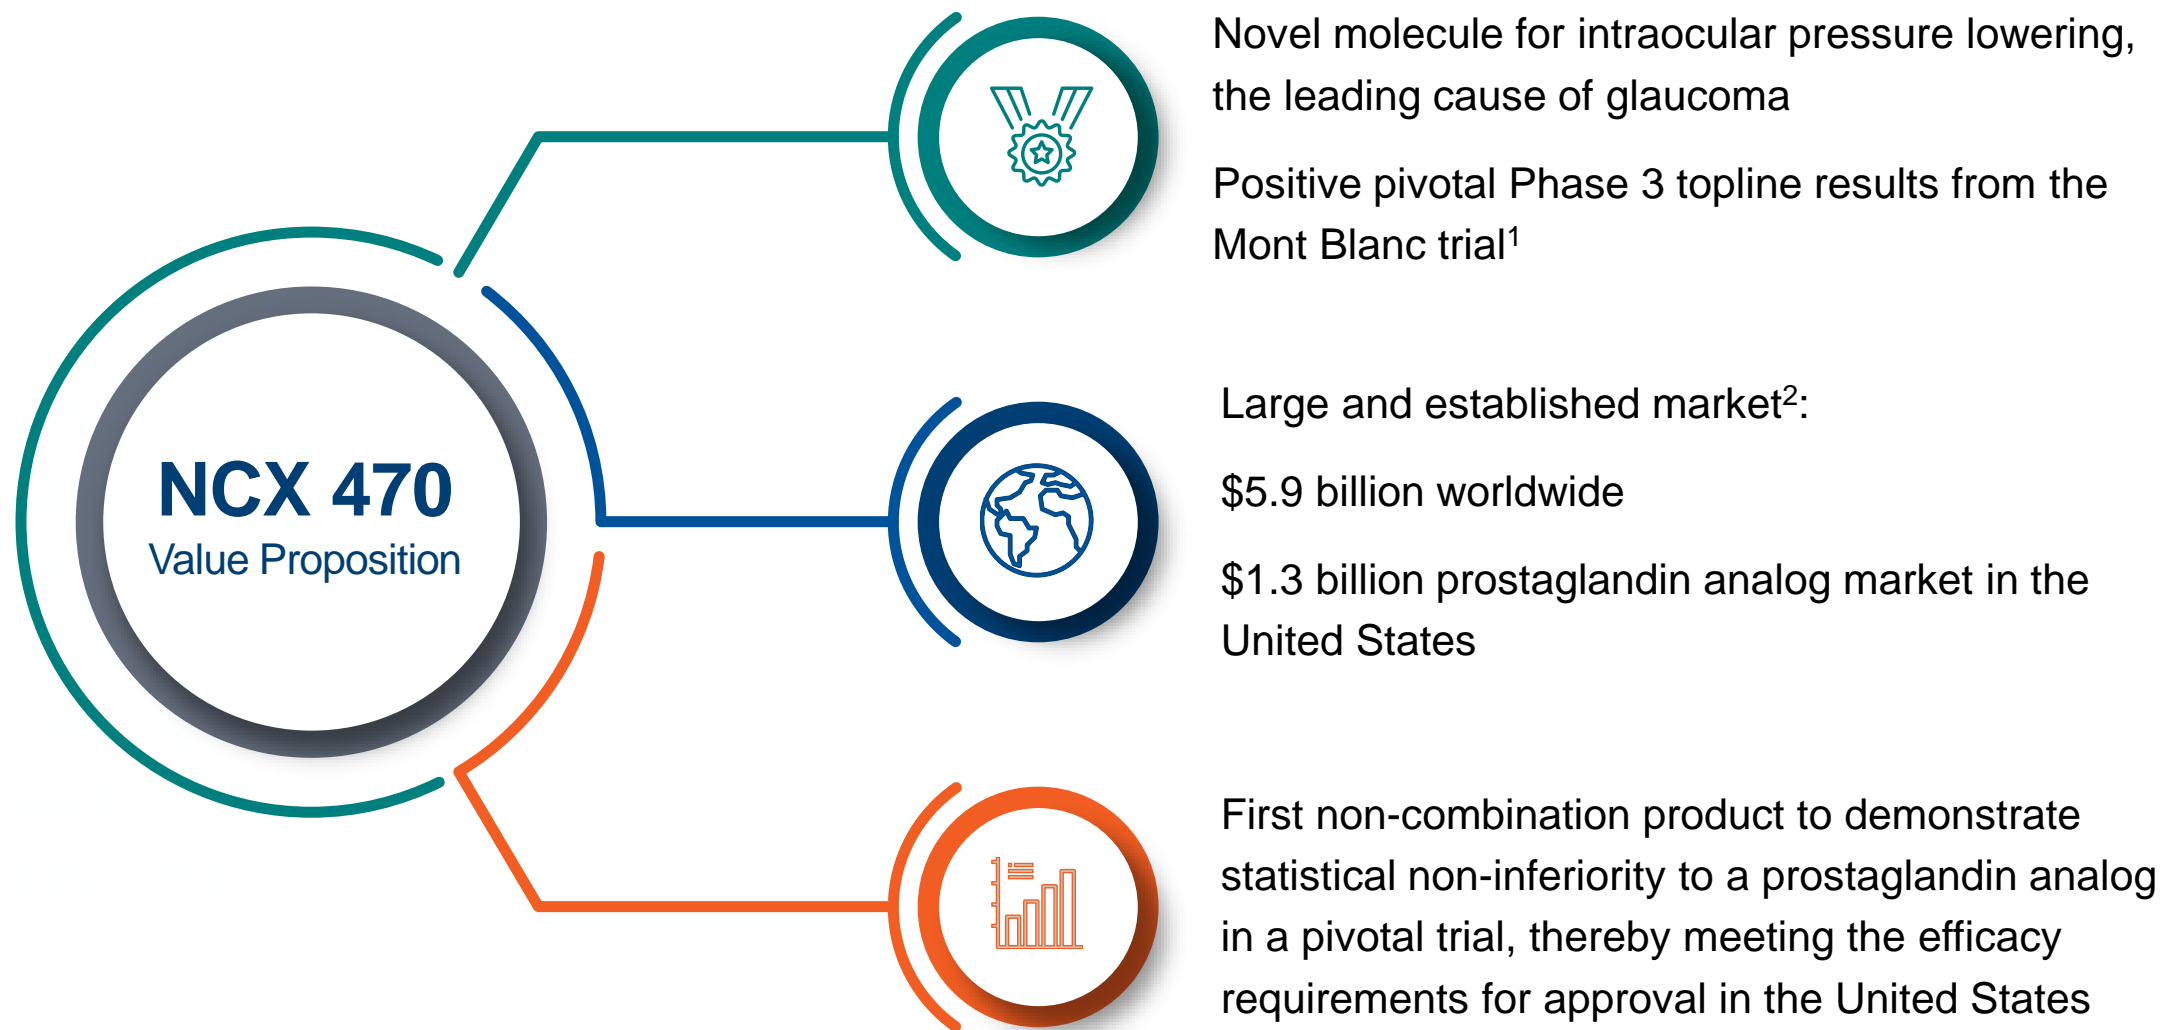 NCX 470
Value Proposition
Novel molecule for intraocular pressure lowering,
the leading cause of glaucoma
Positive pivotal Phase 3 topline results from the
Mont Blanc trial¹
Large and established market²:
$5.9 billion worldwide
$1.3 billion prostaglandin analog market in the
United States
First non-combination product to demonstrate
statistical non-inferiority to a prostaglandin analog
in a pivotal trial, thereby meeting the efficacy
requirements for approval in the United States